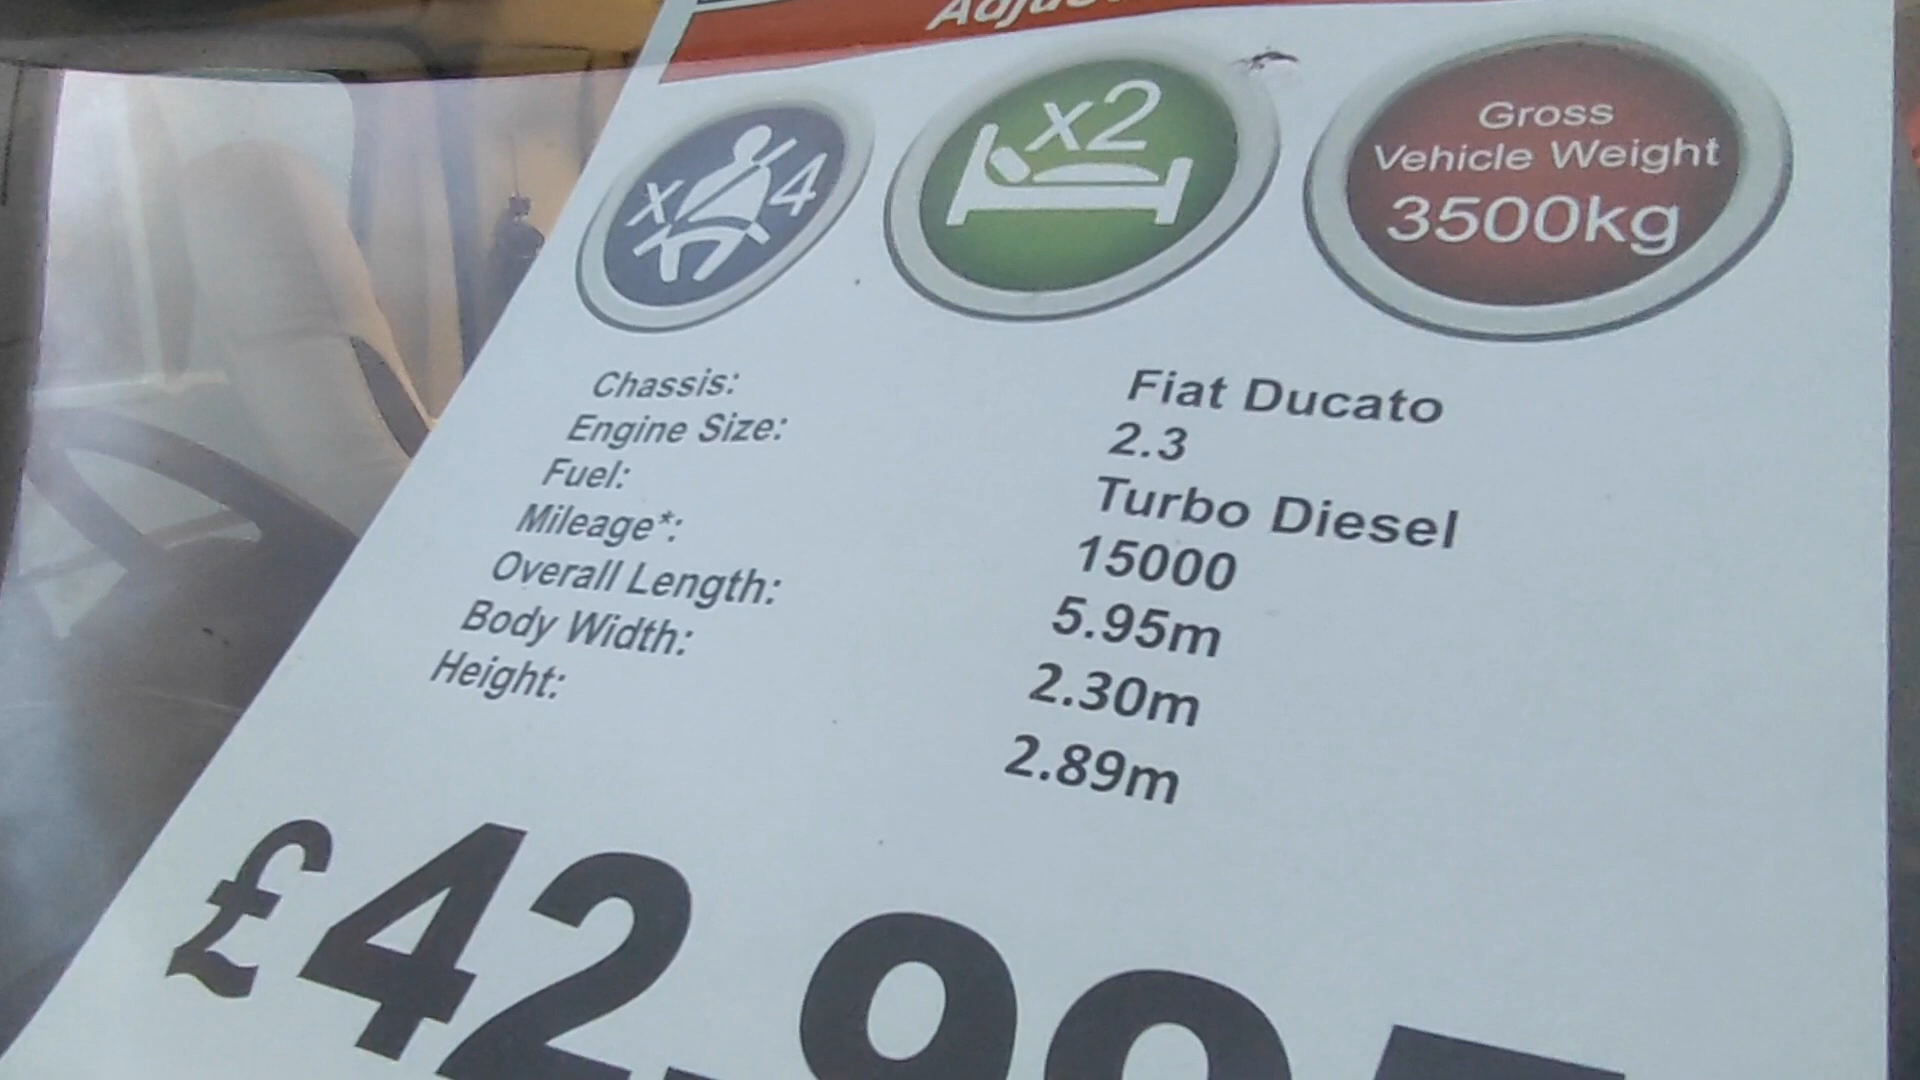 x4
x2
Gross
Vehicle Weight
3500kg
Chassis: Fiat Ducato
Engine Size: 2.3
Fuel: Turbo Diesel
Mileage*: 15000
Overall Length: 5.95m
Body Width: 2.30m
Height: 2.89m